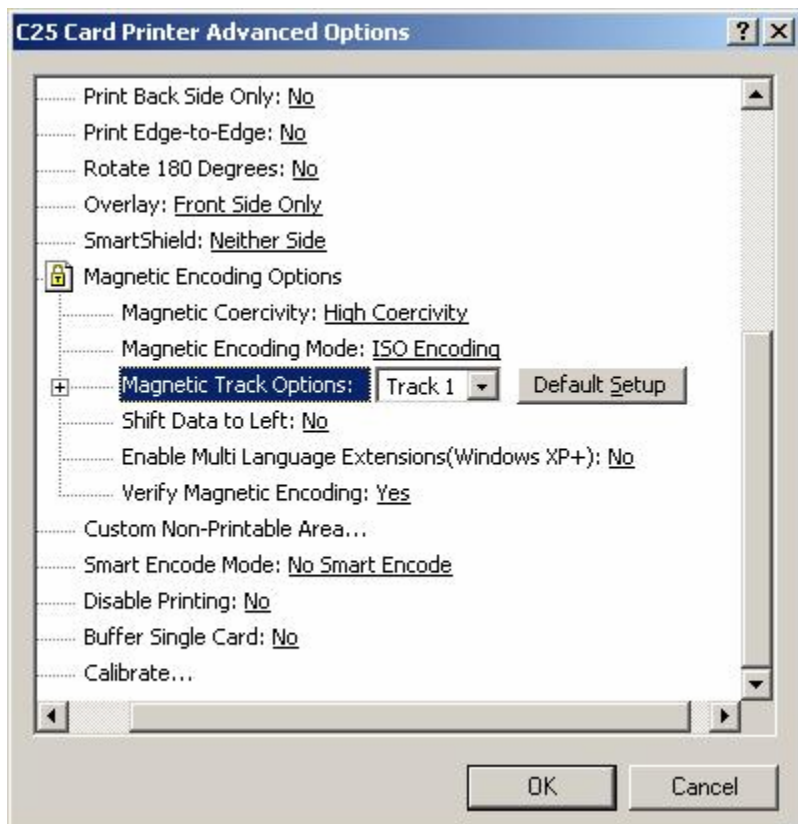 C25 Card Printer Advanced Options
Print Back Side Only: No
Print Edge-to-Edge: No
Rotate 180 Degrees: No
Overlay: Front Side Only
SmartShield: Neither Side
Magnetic Encoding Options
Magnetic Coercivity: High Coercivity
Magnetic Encoding Mode: ISO Encoding
Magnetic Track Options: Track 1 Default Setup
Shift Data to Left: No
Enable Multi Language Extensions(Windows XP+): No
Verify Magnetic Encoding: Yes
Custom Non-Printable Area...
Smart Encode Mode: No Smart Encode
Disable Printing: No
Buffer Single Card: No
Calibrate...
OK Cancel